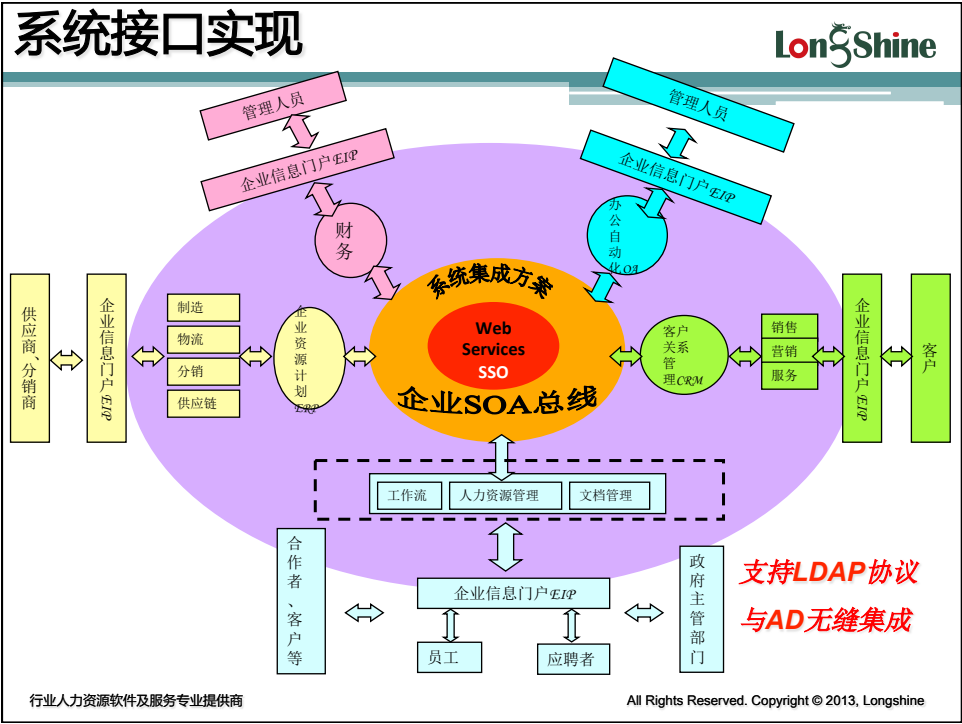 系统接口实现
LongShine
管理人员
管理人员
企业信息门户EIP
企业信息门户EIP
财
务
办
公
自
动
化OA
系统集成方案
Web
Services
SSO
企业SOA总线
供应商、分销商
企业信息门户EIP
制造
物流
分销
供应链
企业资源计划ERP
客户
关系
管
理CRM
销售
营销
服务
企业信息门户EIP
客户
工作流
人力资源管理
文档管理
合作者、客户等
企业信息门户EIP
员工
应聘者
政府主管部门
支持LDAP协议
与AD无缝集成
行业人力资源软件及服务专业提供商
All Rights Reserved. Copyright © 2013, Longshine